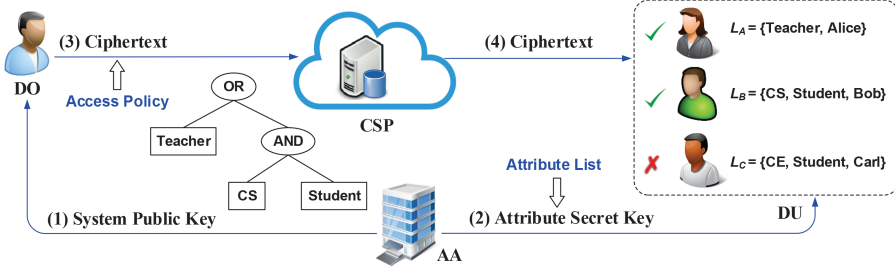 (3) Ciphertext
(4) Ciphertext
DO
Access Policy
OR
Teacher
AND
CS
Student
CSP
L_A = {Teacher, Alice}
L_B = {CS, Student, Bob}
L_C = {CE, Student, Carl}
Attribute List
(1) System Public Key
(2) Attribute Secret Key
DU
AA